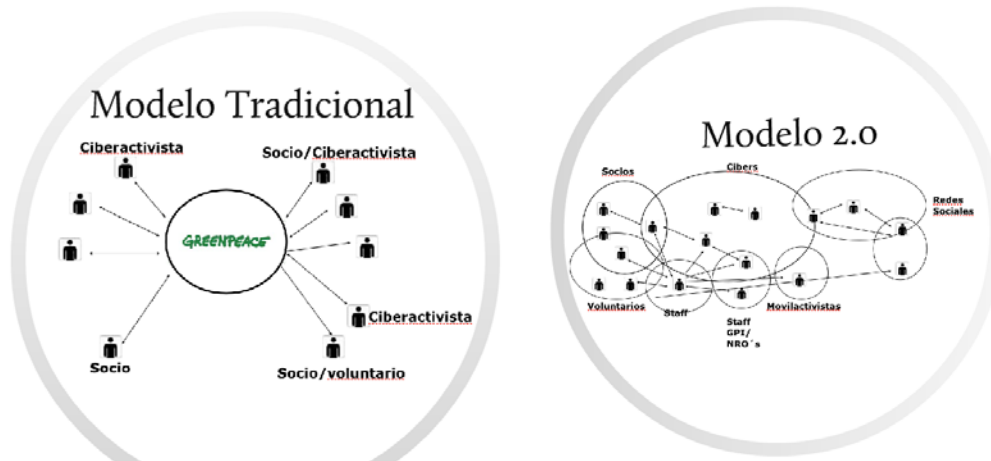 Modelo Tradicional
Ciberactivista
Socio/Ciberactivista
GREENPEACE
Ciberactivista
Socio
Socio/voluntario
Modelo 2.0
Socios
Cibers
Redes
Sociales
Voluntarios
Staff
Movilactivistas
Staff
GPI/
NRO´s